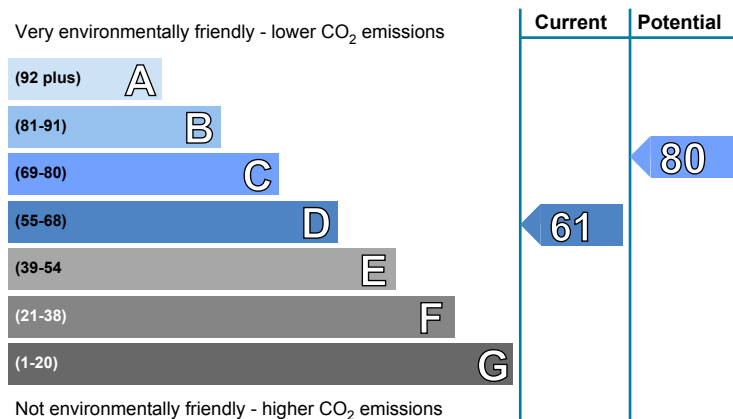 Current Potential
Very environmentally friendly - lower CO₂ emissions
(92 plus) A
(81-91) B
(69-80) C
80
(55-68) D
61
(39-54 E
(21-38) F
(1-20) G
Not environmentally friendly - higher CO₂ emissions